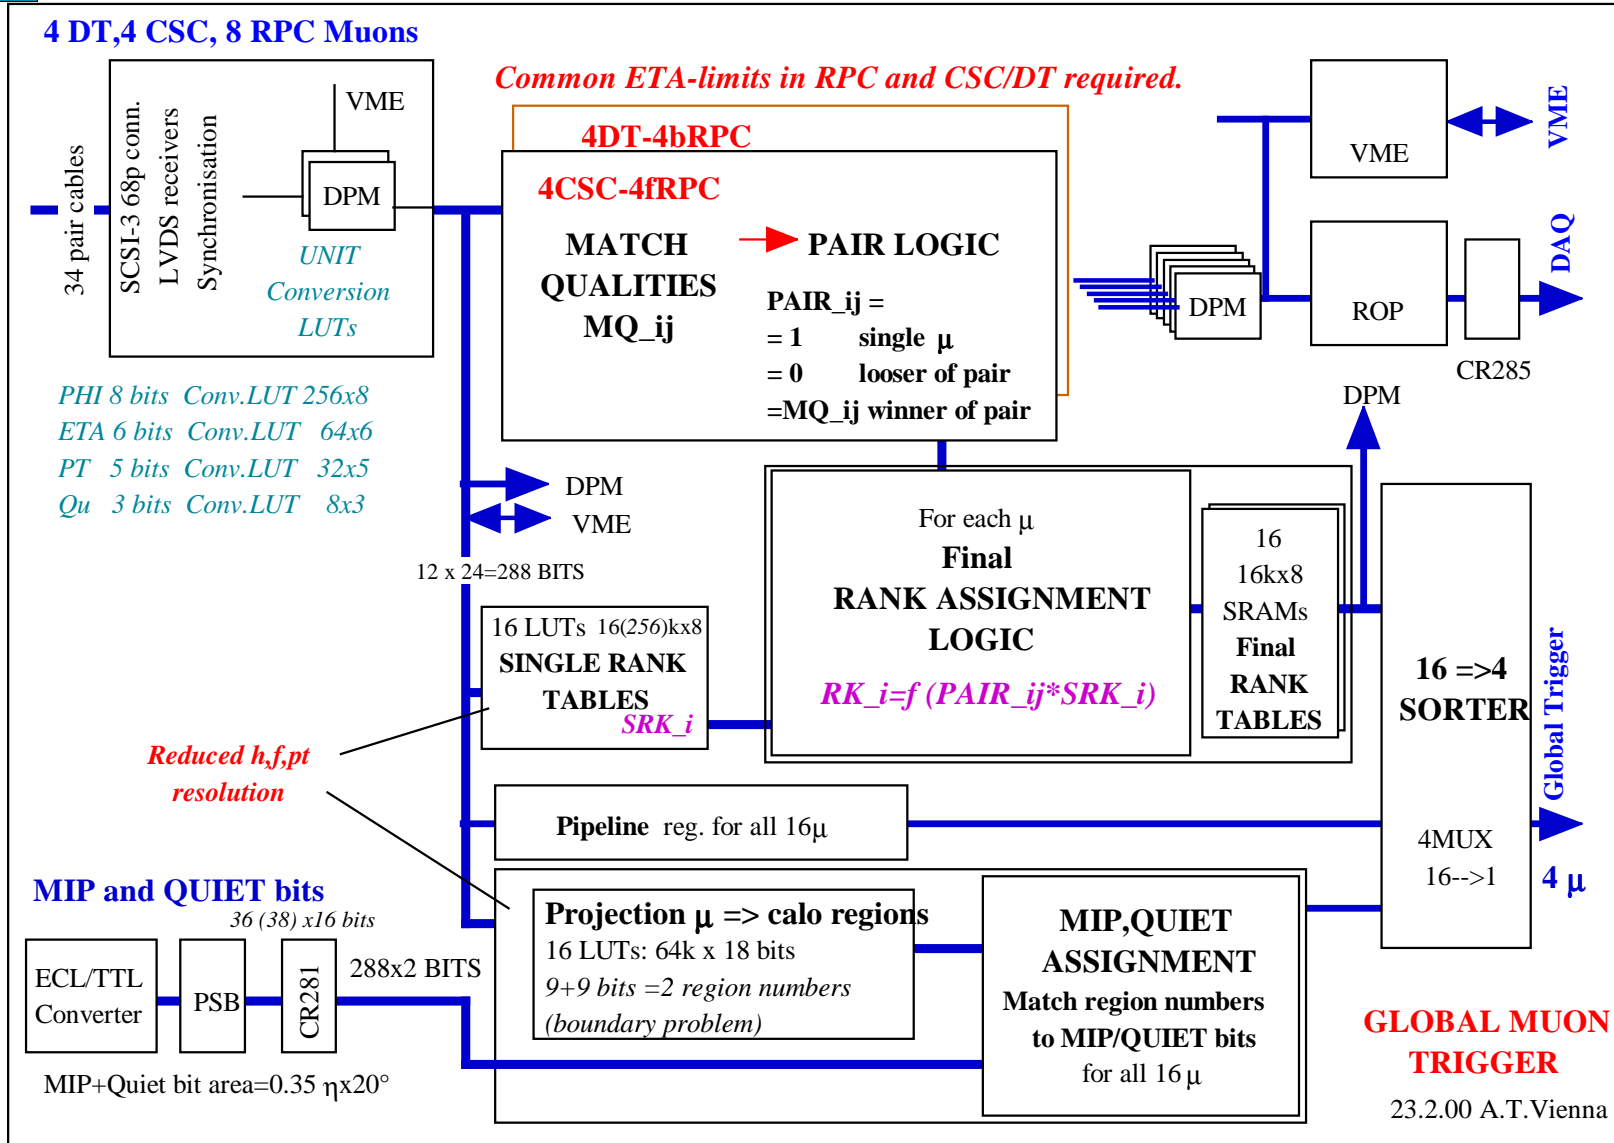 4 DT,4 CSC, 8 RPC Muons
34 pair cables
SCSI-3 68p conn.
LVDS receivers
Synchronisation
VME
DPM
UNIT
Conversion
LUTs
PHI 8 bits Conv.LUT 256x8
ETA 6 bits Conv.LUT 64x6
PT 5 bits Conv.LUT 32x5
Qu 3 bits Conv.LUT 8x3
Common ETA-limits in RPC and CSC/DT required.
4DT-4bRPC
4CSC-4fRPC
MATCH
QUALITIES
MQ_ij
PAIR LOGIC
PAIR_ij =
= 1 single μ
= 0 looser of pair
=MQ_ij winner of pair
VME
VME
DPM
ROP
DAQ
CR285
DPM
DPM
VME
12 x 24=288 BITS
16 LUTs 16(256)kx8
SINGLE RANK
TABLES
SRK_i
For each μ
Final
RANK ASSIGNMENT
LOGIC
RK_i=f (PAIR_ij*SRK_i)
16
16kx8
SRAMs
Final
RANK
TABLES
16 =>4
SORTER
4MUX
16-->1
Global Trigger
4 μ
Reduced h,f,pt
resolution
Pipeline reg. for all 16μ
MIP and QUIET bits
36 (38) x16 bits
ECL/TTL
Converter
PSB
CR281
288x2 BITS
MIP+Quiet bit area=0.35 ηx20°
Projection μ => calo regions
16 LUTs: 64k x 18 bits
9+9 bits =2 region numbers
(boundary problem)
MIP,QUIET
ASSIGNMENT
Match region numbers
to MIP/QUIET bits
for all 16 μ
GLOBAL MUON
TRIGGER
23.2.00 A.T.Vienna